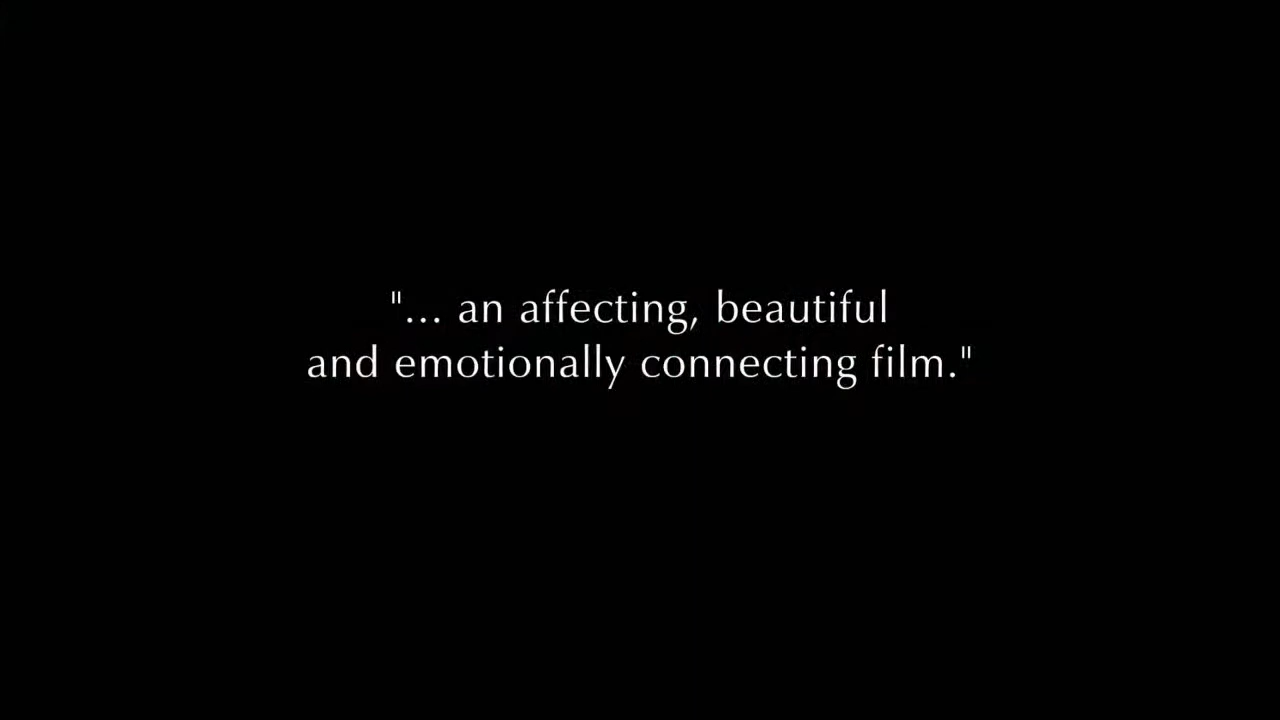 "... an affecting, beautiful
and emotionally connecting film."